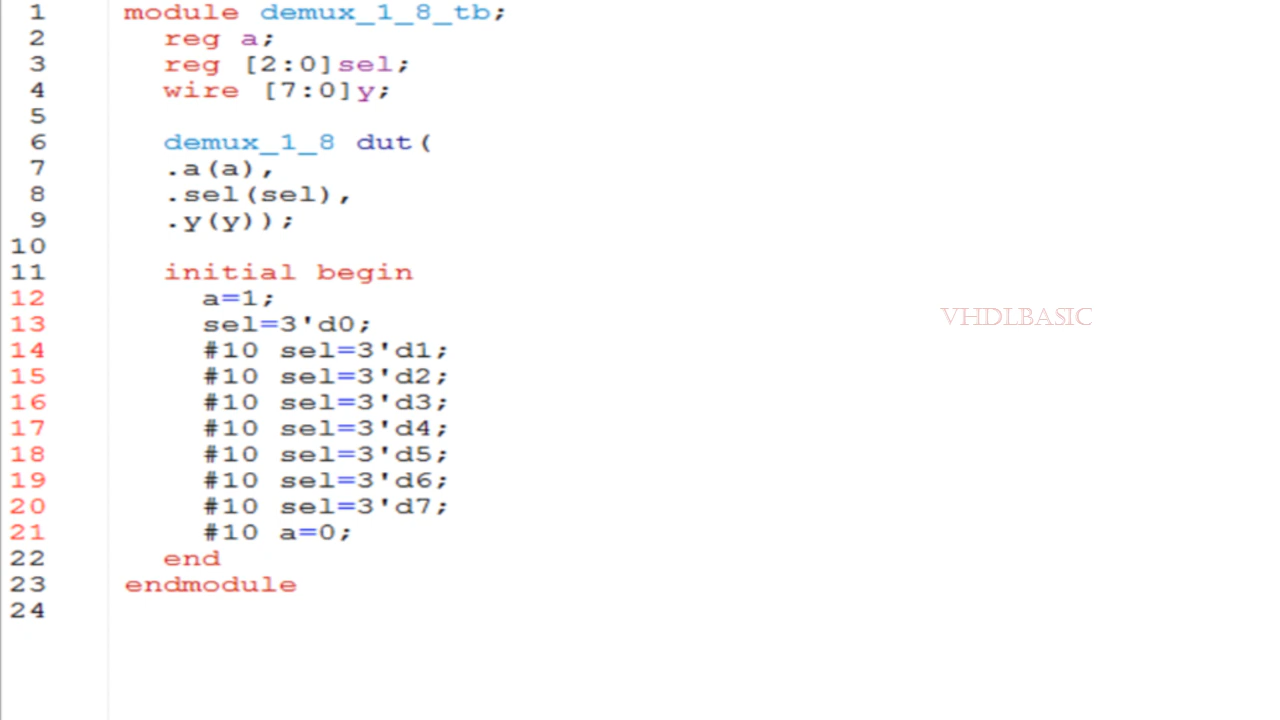 1 module demux_1_8_tb;
2 reg a;
3 reg [2:0]sel;
4 wire [7:0]y;
5
6 demux_1_8 dut(
7 .a(a),
8 .sel(sel),
9 .y(y));
10
11 initial begin
12 a=1;
13 sel=3'd0;
14 #10 sel=3'd1;
15 #10 sel=3'd2;
16 #10 sel=3'd3;
17 #10 sel=3'd4;
18 #10 sel=3'd5;
19 #10 sel=3'd6;
20 #10 sel=3'd7;
21 #10 a=0;
22 end
23 endmodule
24
VHDLBASIC